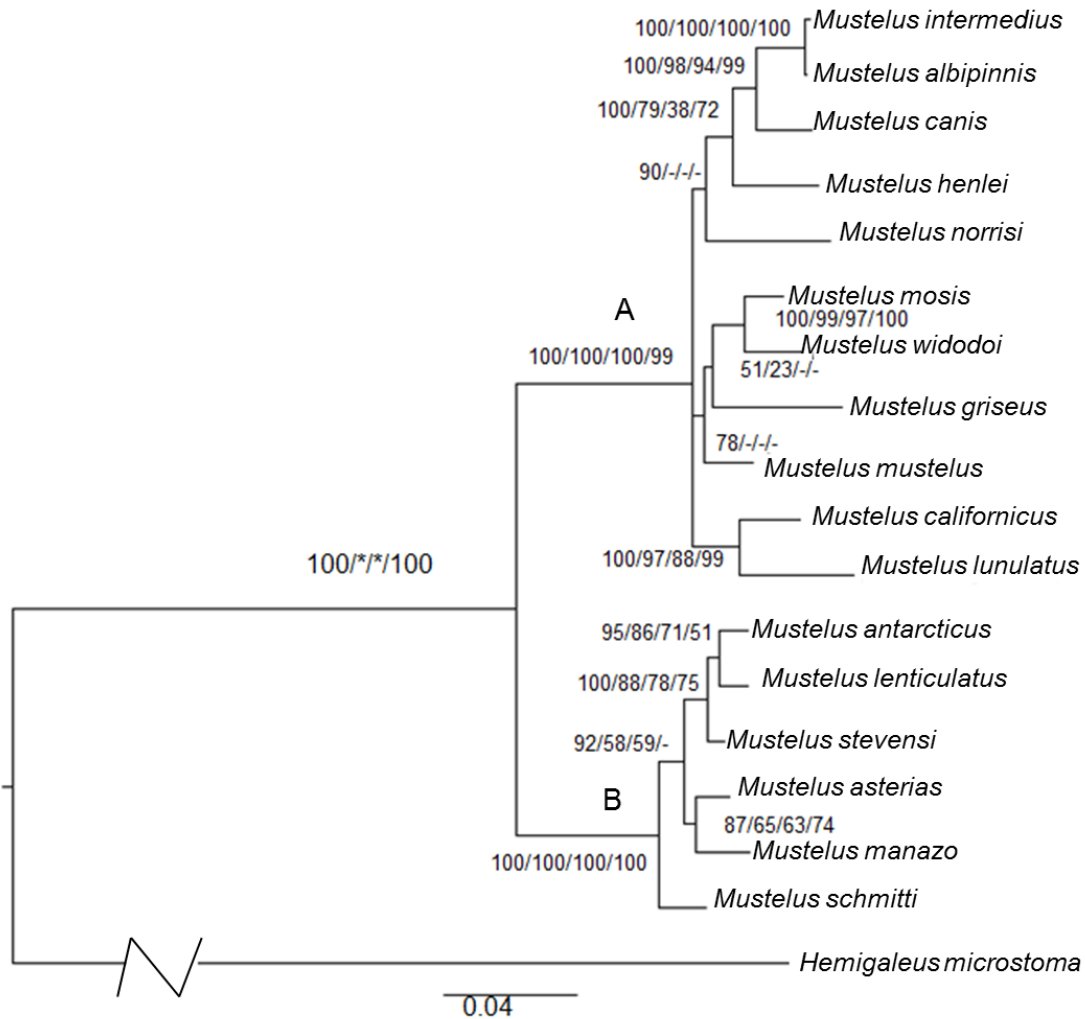 Mustelus intermedius
100/100/100/100
100/98/94/99
Mustelus albipinnis
100/79/38/72
Mustelus canis
90/-/-/-
Mustelus henlei
Mustelus norrisi
Mustelus mosis
A
100/99/97/100
Mustelus widodoi
100/100/100/99
51/23/-/-
Mustelus griseus
78/-/-/-
Mustelus mustelus
Mustelus californicus
100/97/88/99
100/*/*/100
Mustelus lunulatus
95/86/71/51
Mustelus antarcticus
100/88/78/75
Mustelus lenticulatus
92/58/59/-
Mustelus stevensi
Mustelus asterias
B
87/65/63/74
Mustelus manazo
100/100/100/100
Mustelus schmitti
Hemigaleus microstoma
0.04